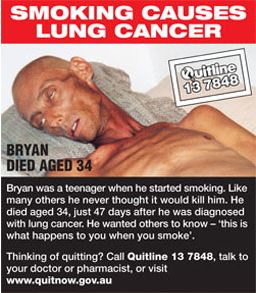 SMOKING CAUSES
LUNG CANCER
Quitline
13 7848
BRYAN
DIED AGED 34
Bryan was a teenager when he started smoking. Like
many others he never thought it would kill him. He
died aged 34, just 47 days after he was diagnosed
with lung cancer. He wanted others to know – ‘this is
what happens to you when you smoke’.
Thinking of quitting? Call Quitline 13 7848, talk to
your doctor or pharmacist, or visit
www.quitnow.gov.au